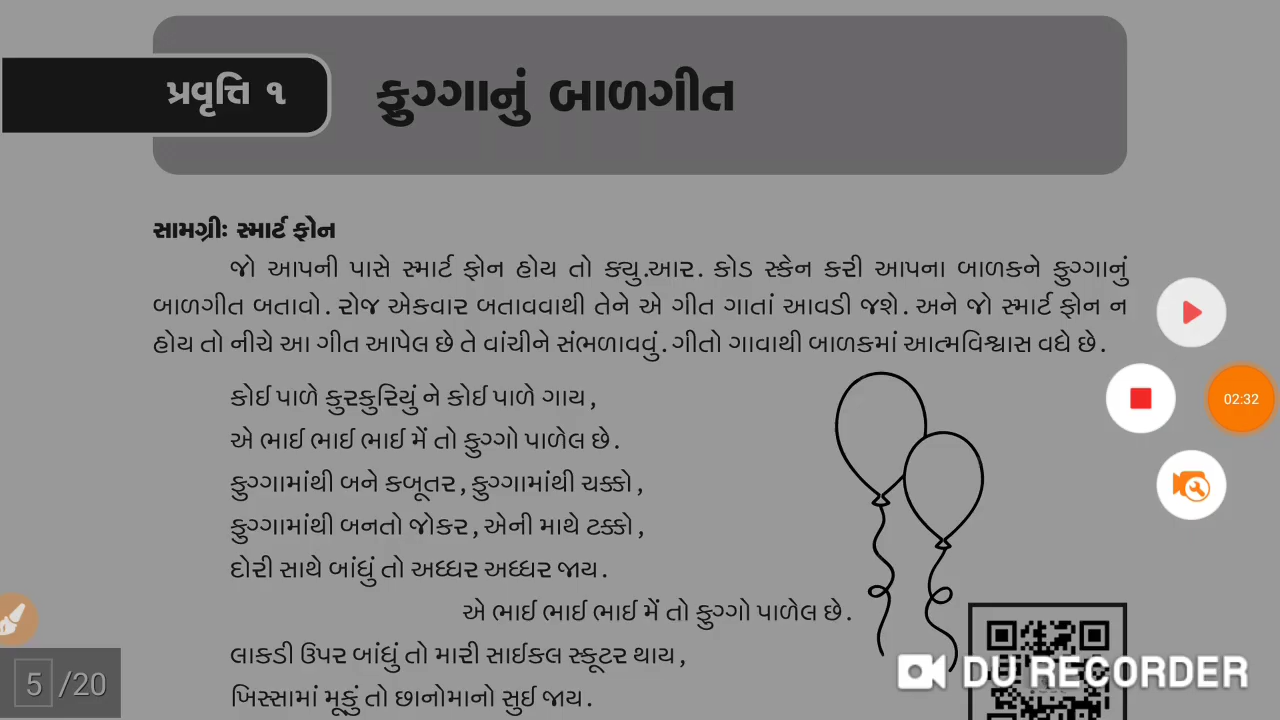 પ્રવૃત્તિ ૧
ફુગ્ગાનું બાળગીત
સામગ્રીઃ સ્માર્ટ ફોન
જો આપની પાસે સ્માર્ટ ફોન હોય તો ક્યુ.આર. કોડ સ્કેન કરી આપના બાળકને ફુગ્ગાનું
બાળગીત બતાવો. રોજ એકવાર બતાવવાથી તેને એ ગીત ગાતાં આવડી જશે. અને જો સ્માર્ટ ફોન ન
હોય તો નીચે આ ગીત આપેલ છે તે વાંચીને સંભળાવવું. ગીતો ગાવાથી બાળકમાં આત્મવિશ્વાસ વધે છે.
કોઈ પાળે કુરકુરિયું ને કોઈ પાળે ગાય,
એ ભાઈ ભાઈ ભાઈ મેં તો ફુગ્ગો પાળેલ છે.
ફુગ્ગામાંથી બને કબૂતર, ફુગ્ગામાંથી ચક્કો,
ફુગ્ગામાંથી બનતો જોકર, એની માથે ટક્કો,
દોરી સાથે બાંધું તો અધ્ધર અધ્ધર જાય.
એ ભાઈ ભાઈ ભાઈ મેં તો ફુગ્ગો પાળેલ છે.
લાકડી ઉપર બાંધું તો મારી સાઈકલ સ્કૂટર થાય,
ખિસ્સામાં મૂકું તો છાનોમાનો સુઈ જાય.
02:32
5 /20
DU RECORDER